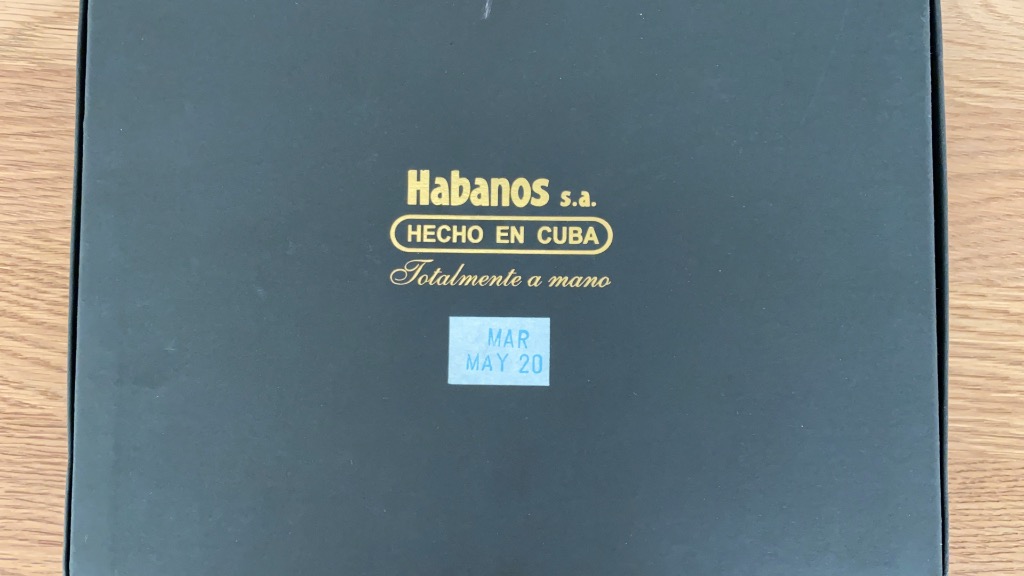 Habanos s.a.
HECHO EN CUBA
Totalmente a mano
MAR
MAY 20